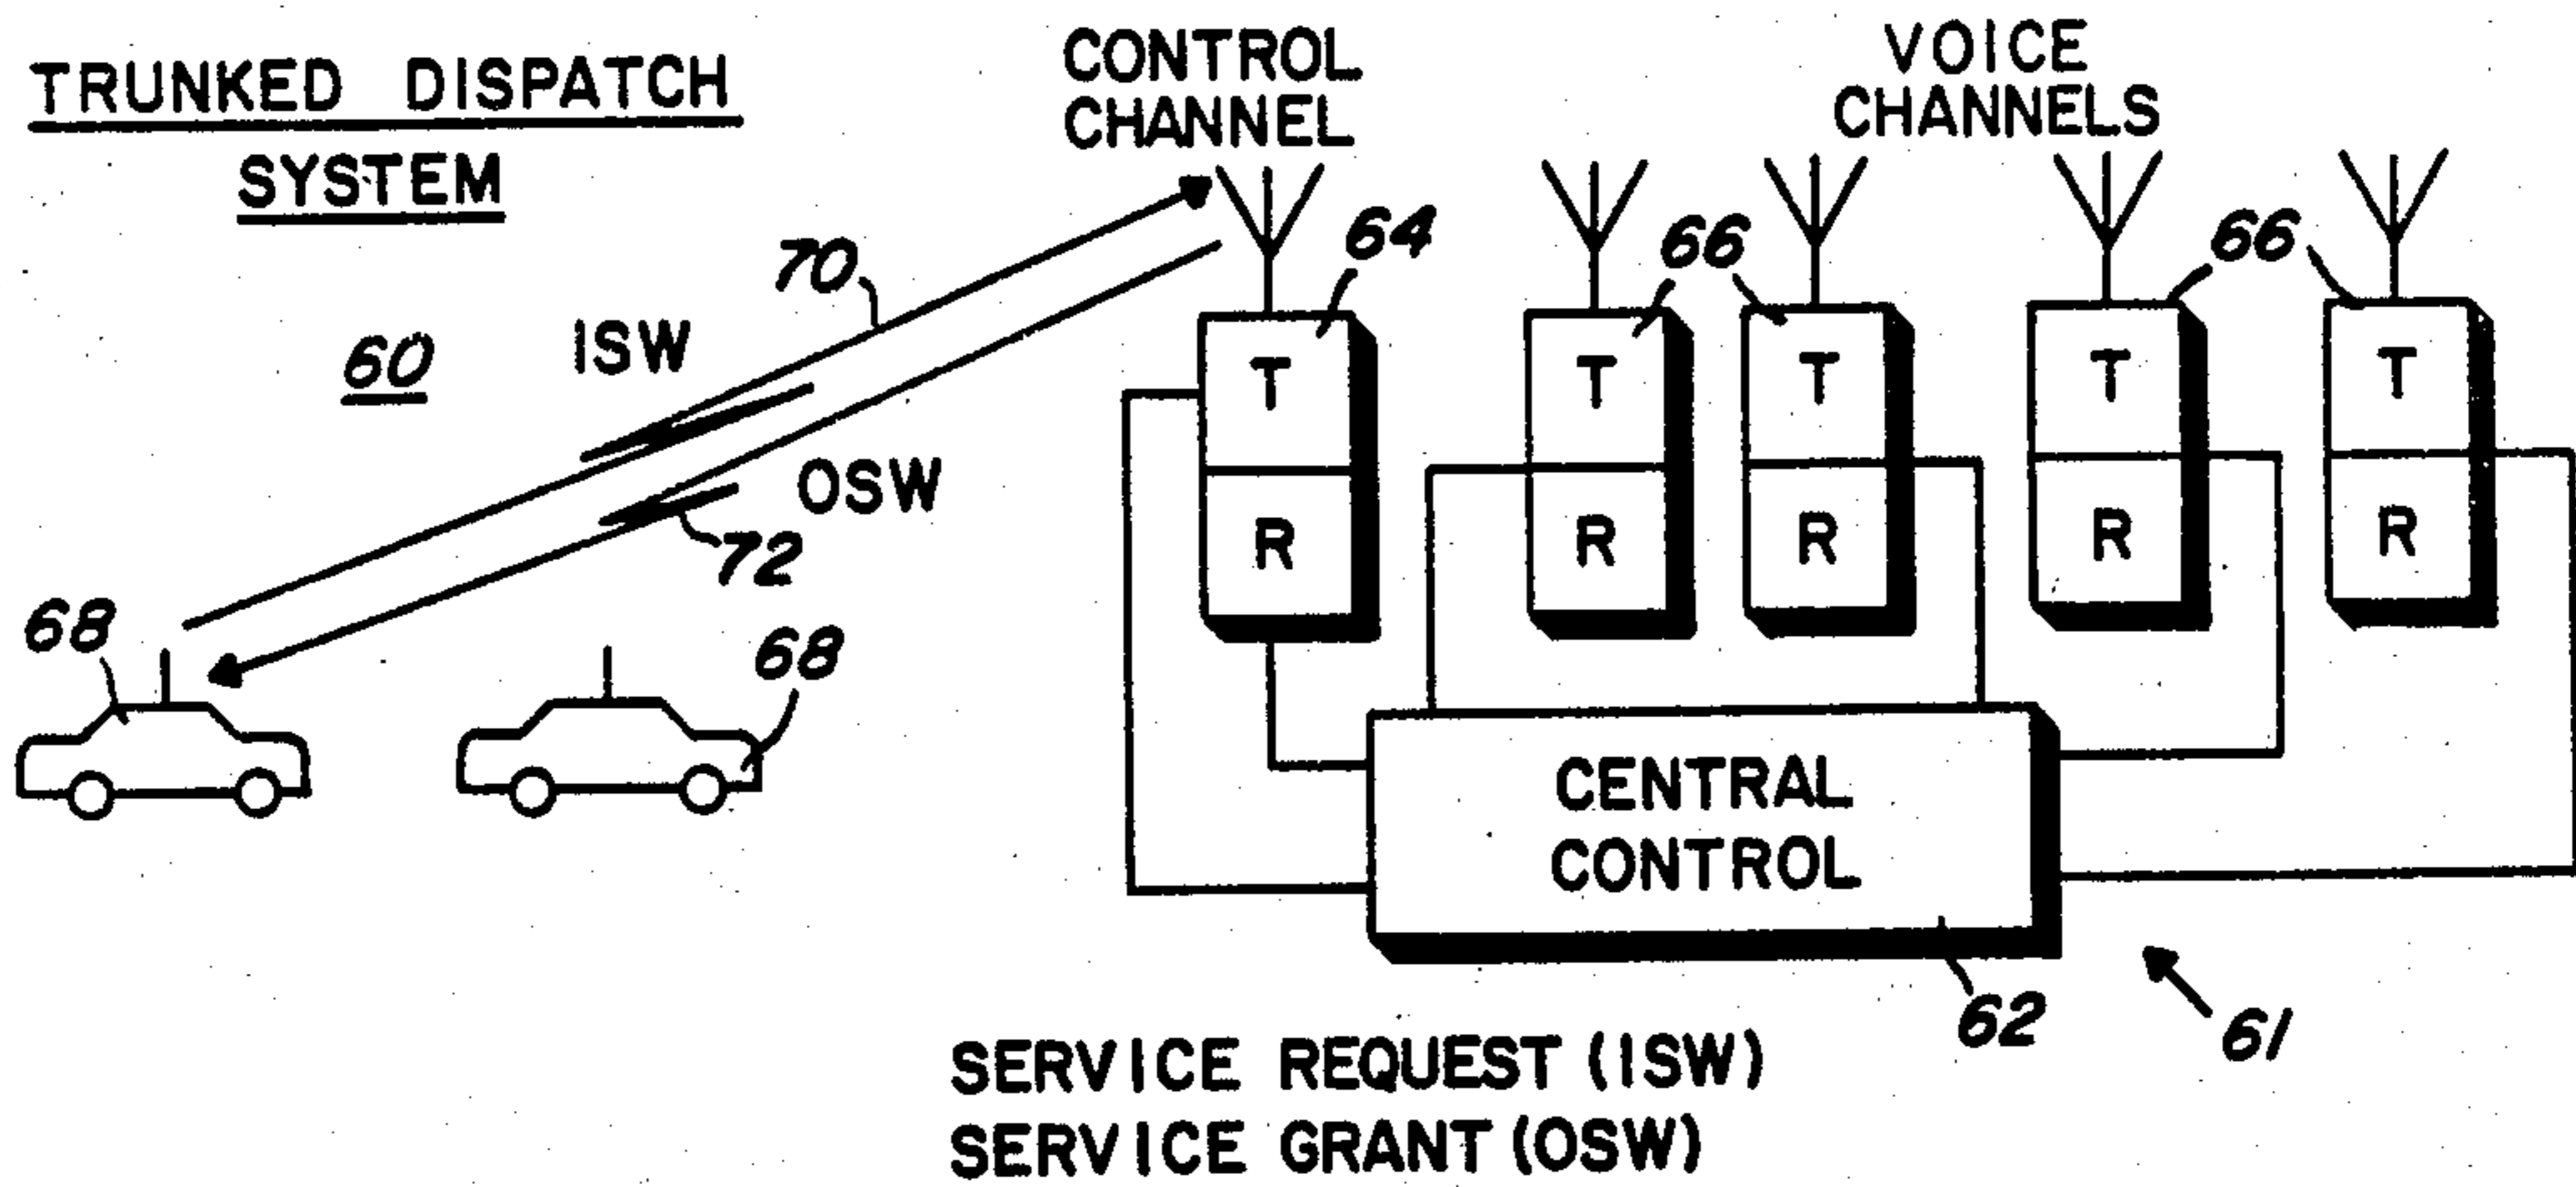 TRUNKED DISPATCH
SYSTEM
CONTROL
CHANNEL
VOICE
CHANNELS
60
ISW
70
OSW
72
68
68
64
66
66
T
R
T
R
T
R
T
R
T
R
CENTRAL
CONTROL
62
61
SERVICE REQUEST (ISW)
SERVICE GRANT (OSW)